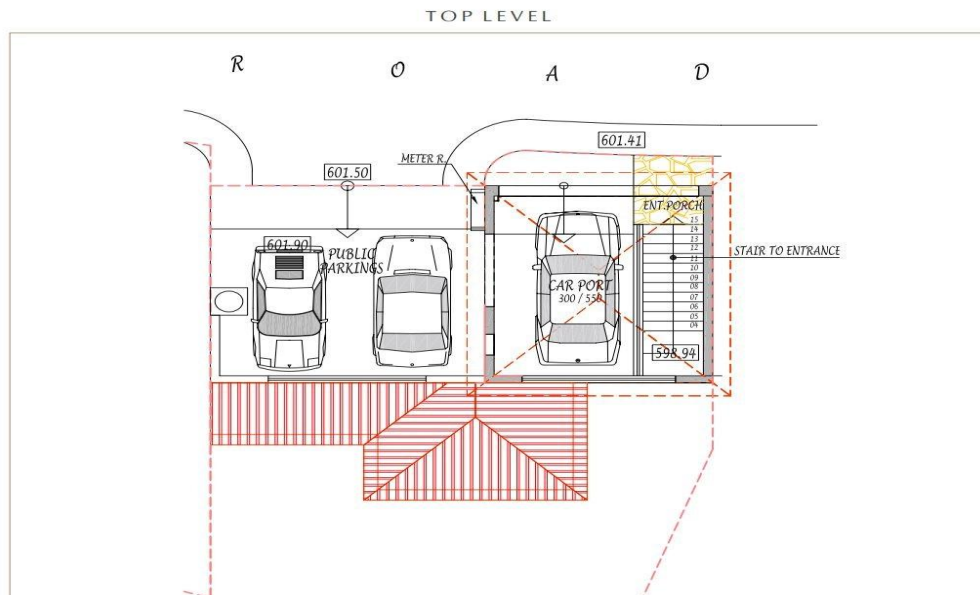 TOP LEVEL
R O A D
601.41
METER R.
601.50
ENT.PORCH
601.90
PUBLIC
PARKINGS
15
14
13
12
11
10
09
08
07
06
05
04
STAIR TO ENTRANCE
CAR PORT
300 / 550
598.94